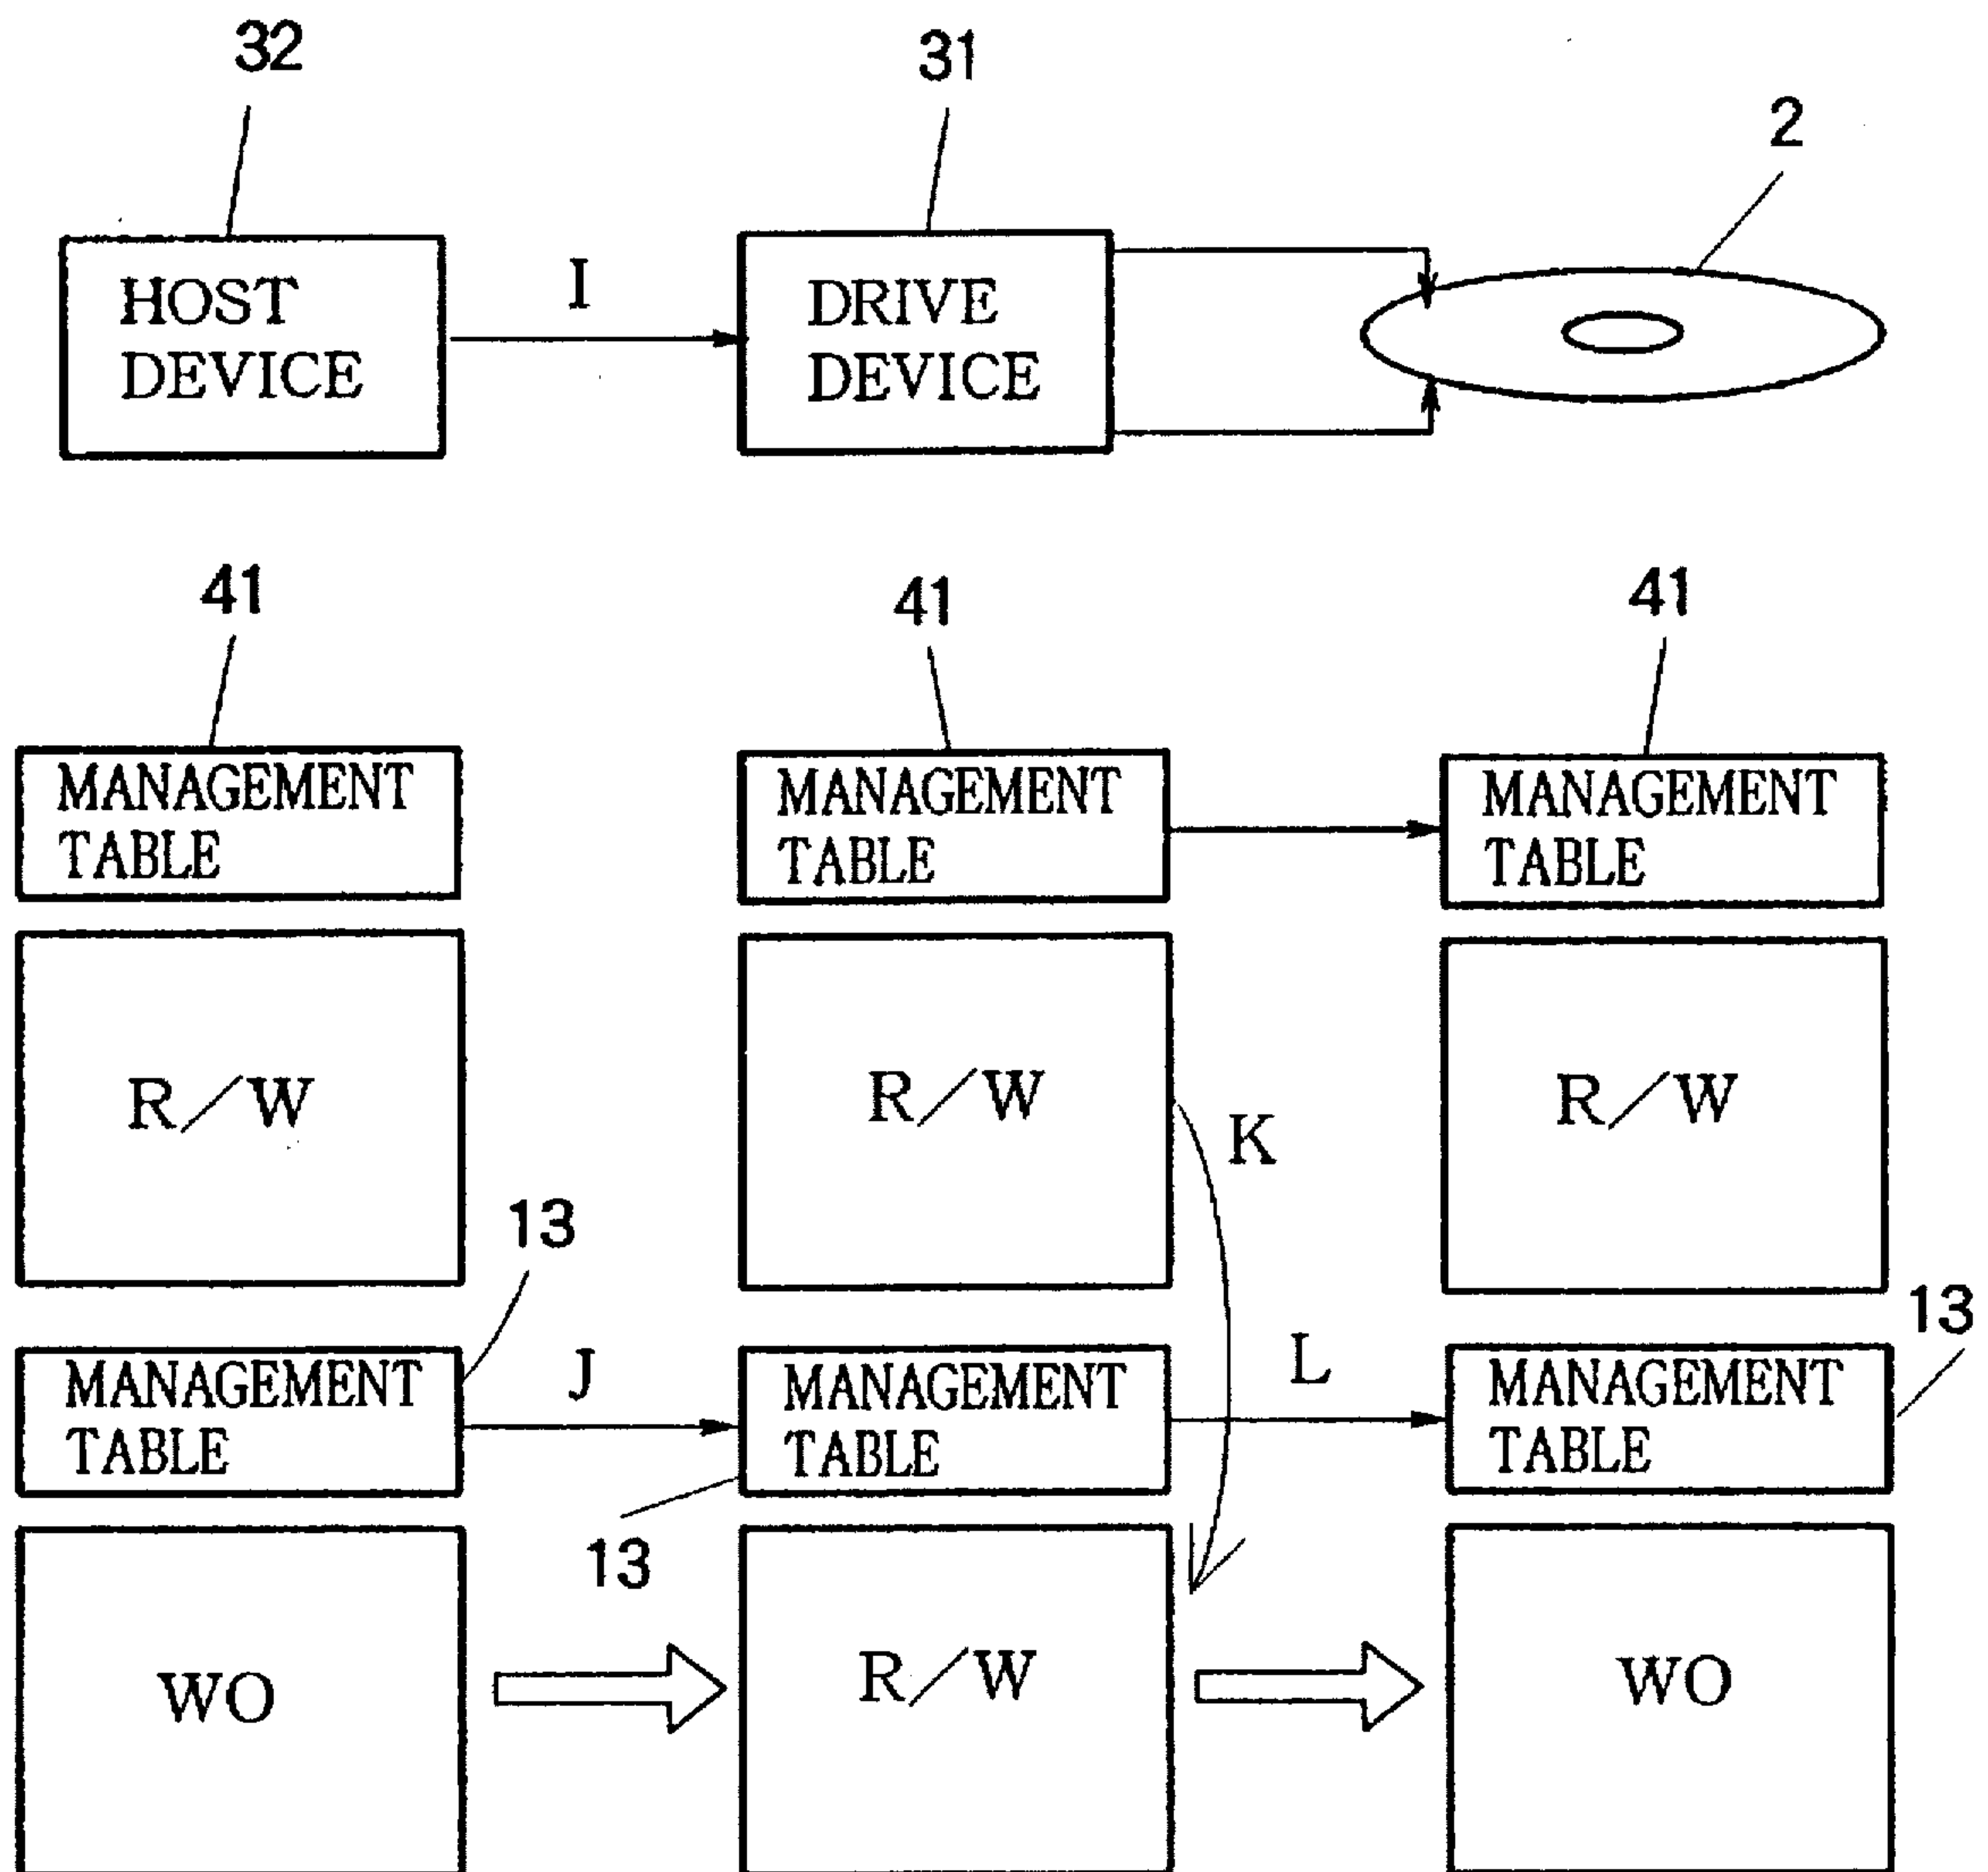 32
31
2
HOST
DEVICE
I
DRIVE
DEVICE
41
41
41
MANAGEMENT
TABLE
MANAGEMENT
TABLE
MANAGEMENT
TABLE
R/W
R/W
R/W
K
13
13
MANAGEMENT
TABLE
J
MANAGEMENT
TABLE
L
MANAGEMENT
TABLE
13
WO
R/W
WO